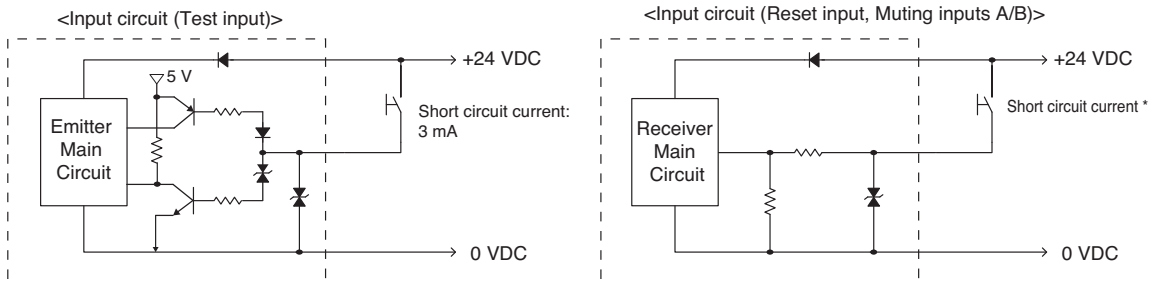 <Input circuit (Test input)>
+24 VDC
5 V
Emitter
Main
Circuit
Short circuit current:
3 mA
0 VDC
<Input circuit (Reset input, Muting inputs A/B)>
+24 VDC
Receiver
Main
Circuit
Short circuit current *
0 VDC